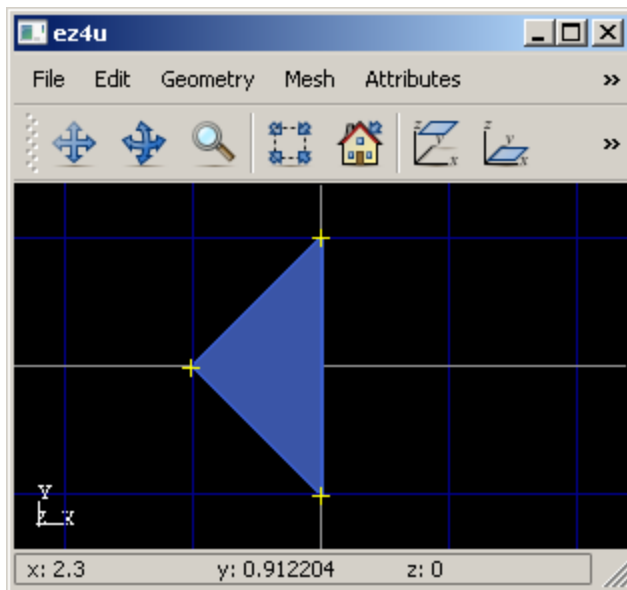 ez4u
File Edit Geometry Mesh Attributes »
z y x z y x »
Y
z x
x: 2.3 y: 0.912204 z: 0